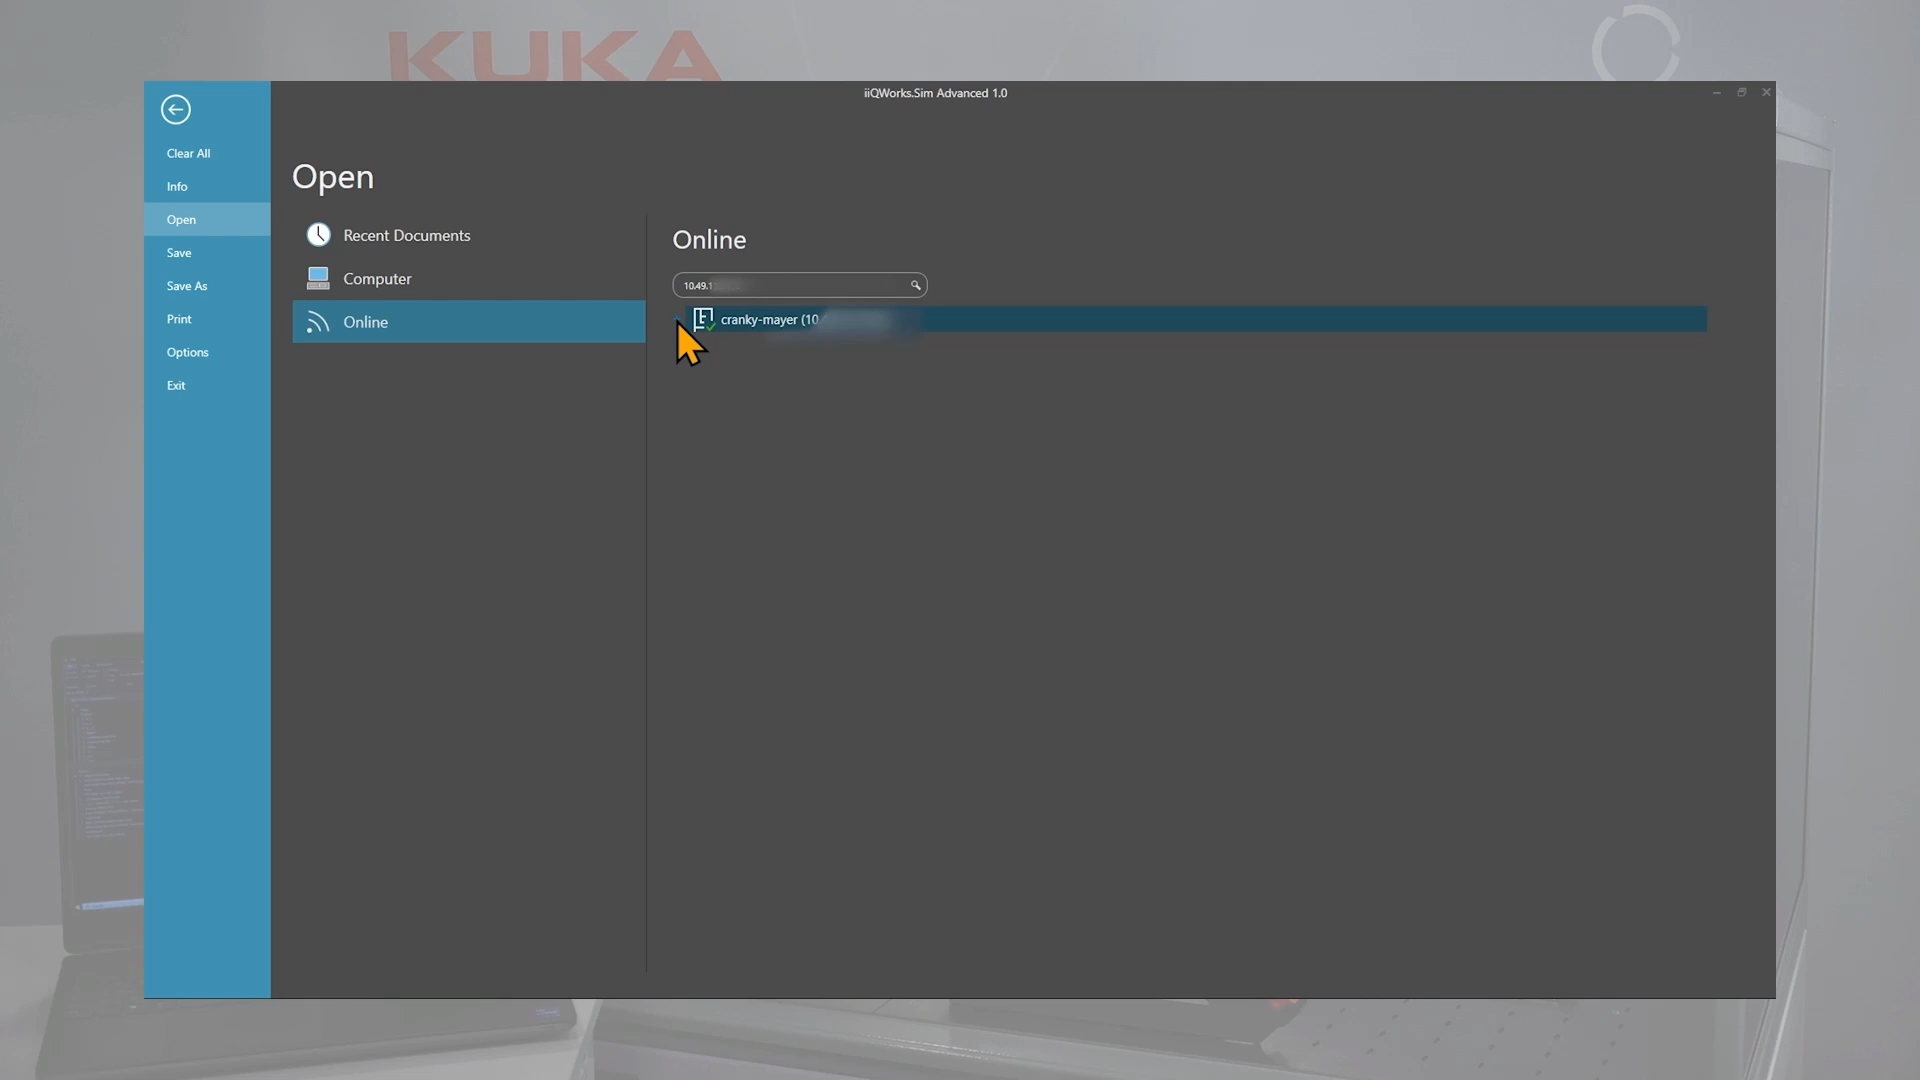 KUKA
iiQWorks.Sim Advanced 1.0
Clear All
Info
Open
Save
Save As
Print
Options
Exit
Open
Recent Documents
Computer
Online
Online
10.49.1
cranky-mayer (10.